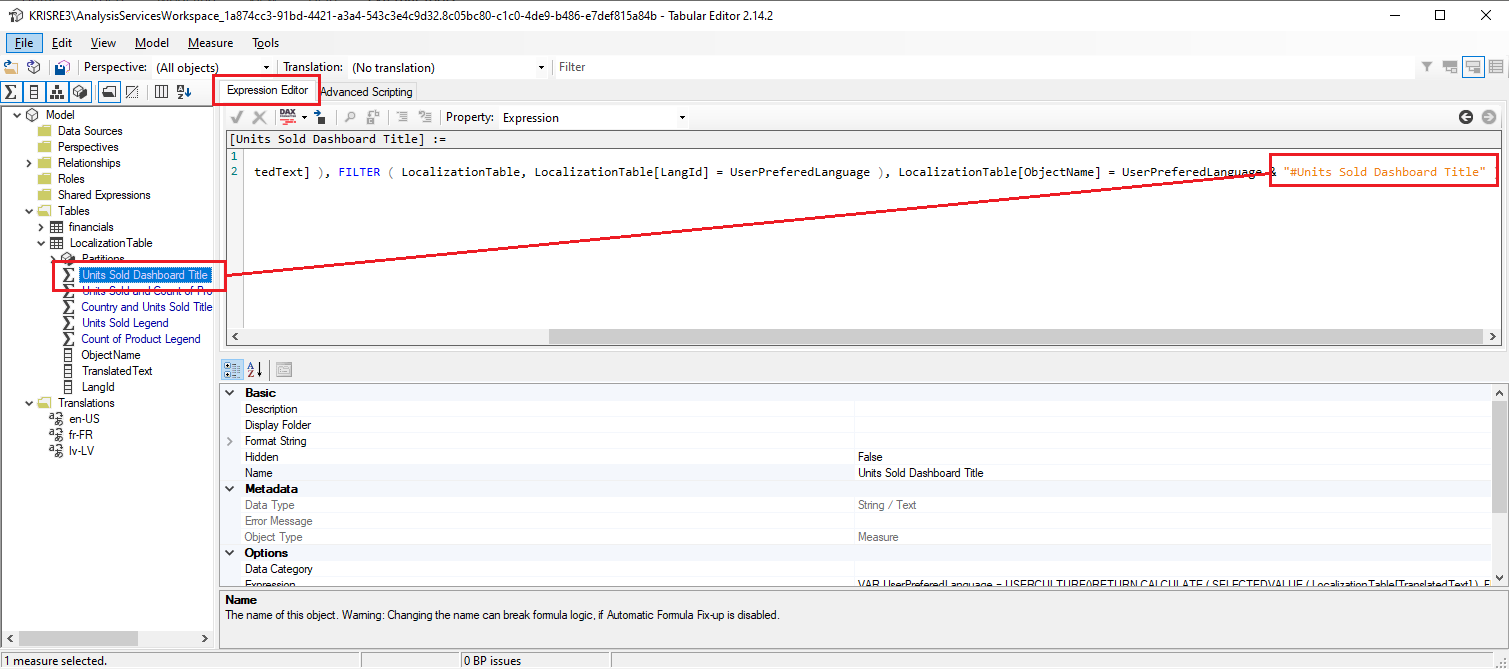 KRISRE3\AnalysisServicesWorkspace_1a874cc3-91bd-4421-a3a4-543c3e4c9d32.8c05bc80-c1c0-4de9-b486-e7def815a84b - Tabular Editor 2.14.2
File Edit View Model Measure Tools
Perspective: (All objects) Translation: (No translation) Filter
Expression Editor Advanced Scripting
DAX Property: Expression
[Units Sold Dashboard Title] :=
1
2 tedText] ), FILTER ( LocalizationTable, LocalizationTable[LangId] = UserPreferedLanguage ), LocalizationTable[ObjectName] = UserPreferedLanguage & "#Units Sold Dashboard Title"
Model
Data Sources
Perspectives
Relationships
Roles
Shared Expressions
Tables
financials
LocalizationTable
Partitions
Units Sold Dashboard Title
Units Sold and Count of Pro
Country and Units Sold Title
Units Sold Legend
Count of Product Legend
ObjectName
TranslatedText
LangId
Translations
en-US
fr-FR
lv-LV
Basic
Description
Display Folder
Format String
Hidden False
Name Units Sold Dashboard Title
Metadata
Data Type String / Text
Error Message
Object Type Measure
Options
Data Category
Expression VAR UserPreferedLanguage = USERCULTURE()RETURN CALCULATE ( SELECTEDVALUE ( LocalizationTable[TranslatedText] ), F
Name
The name of this object. Warning: Changing the name can break formula logic, if Automatic Formula Fix-up is disabled.
1 measure selected. 0 BP issues